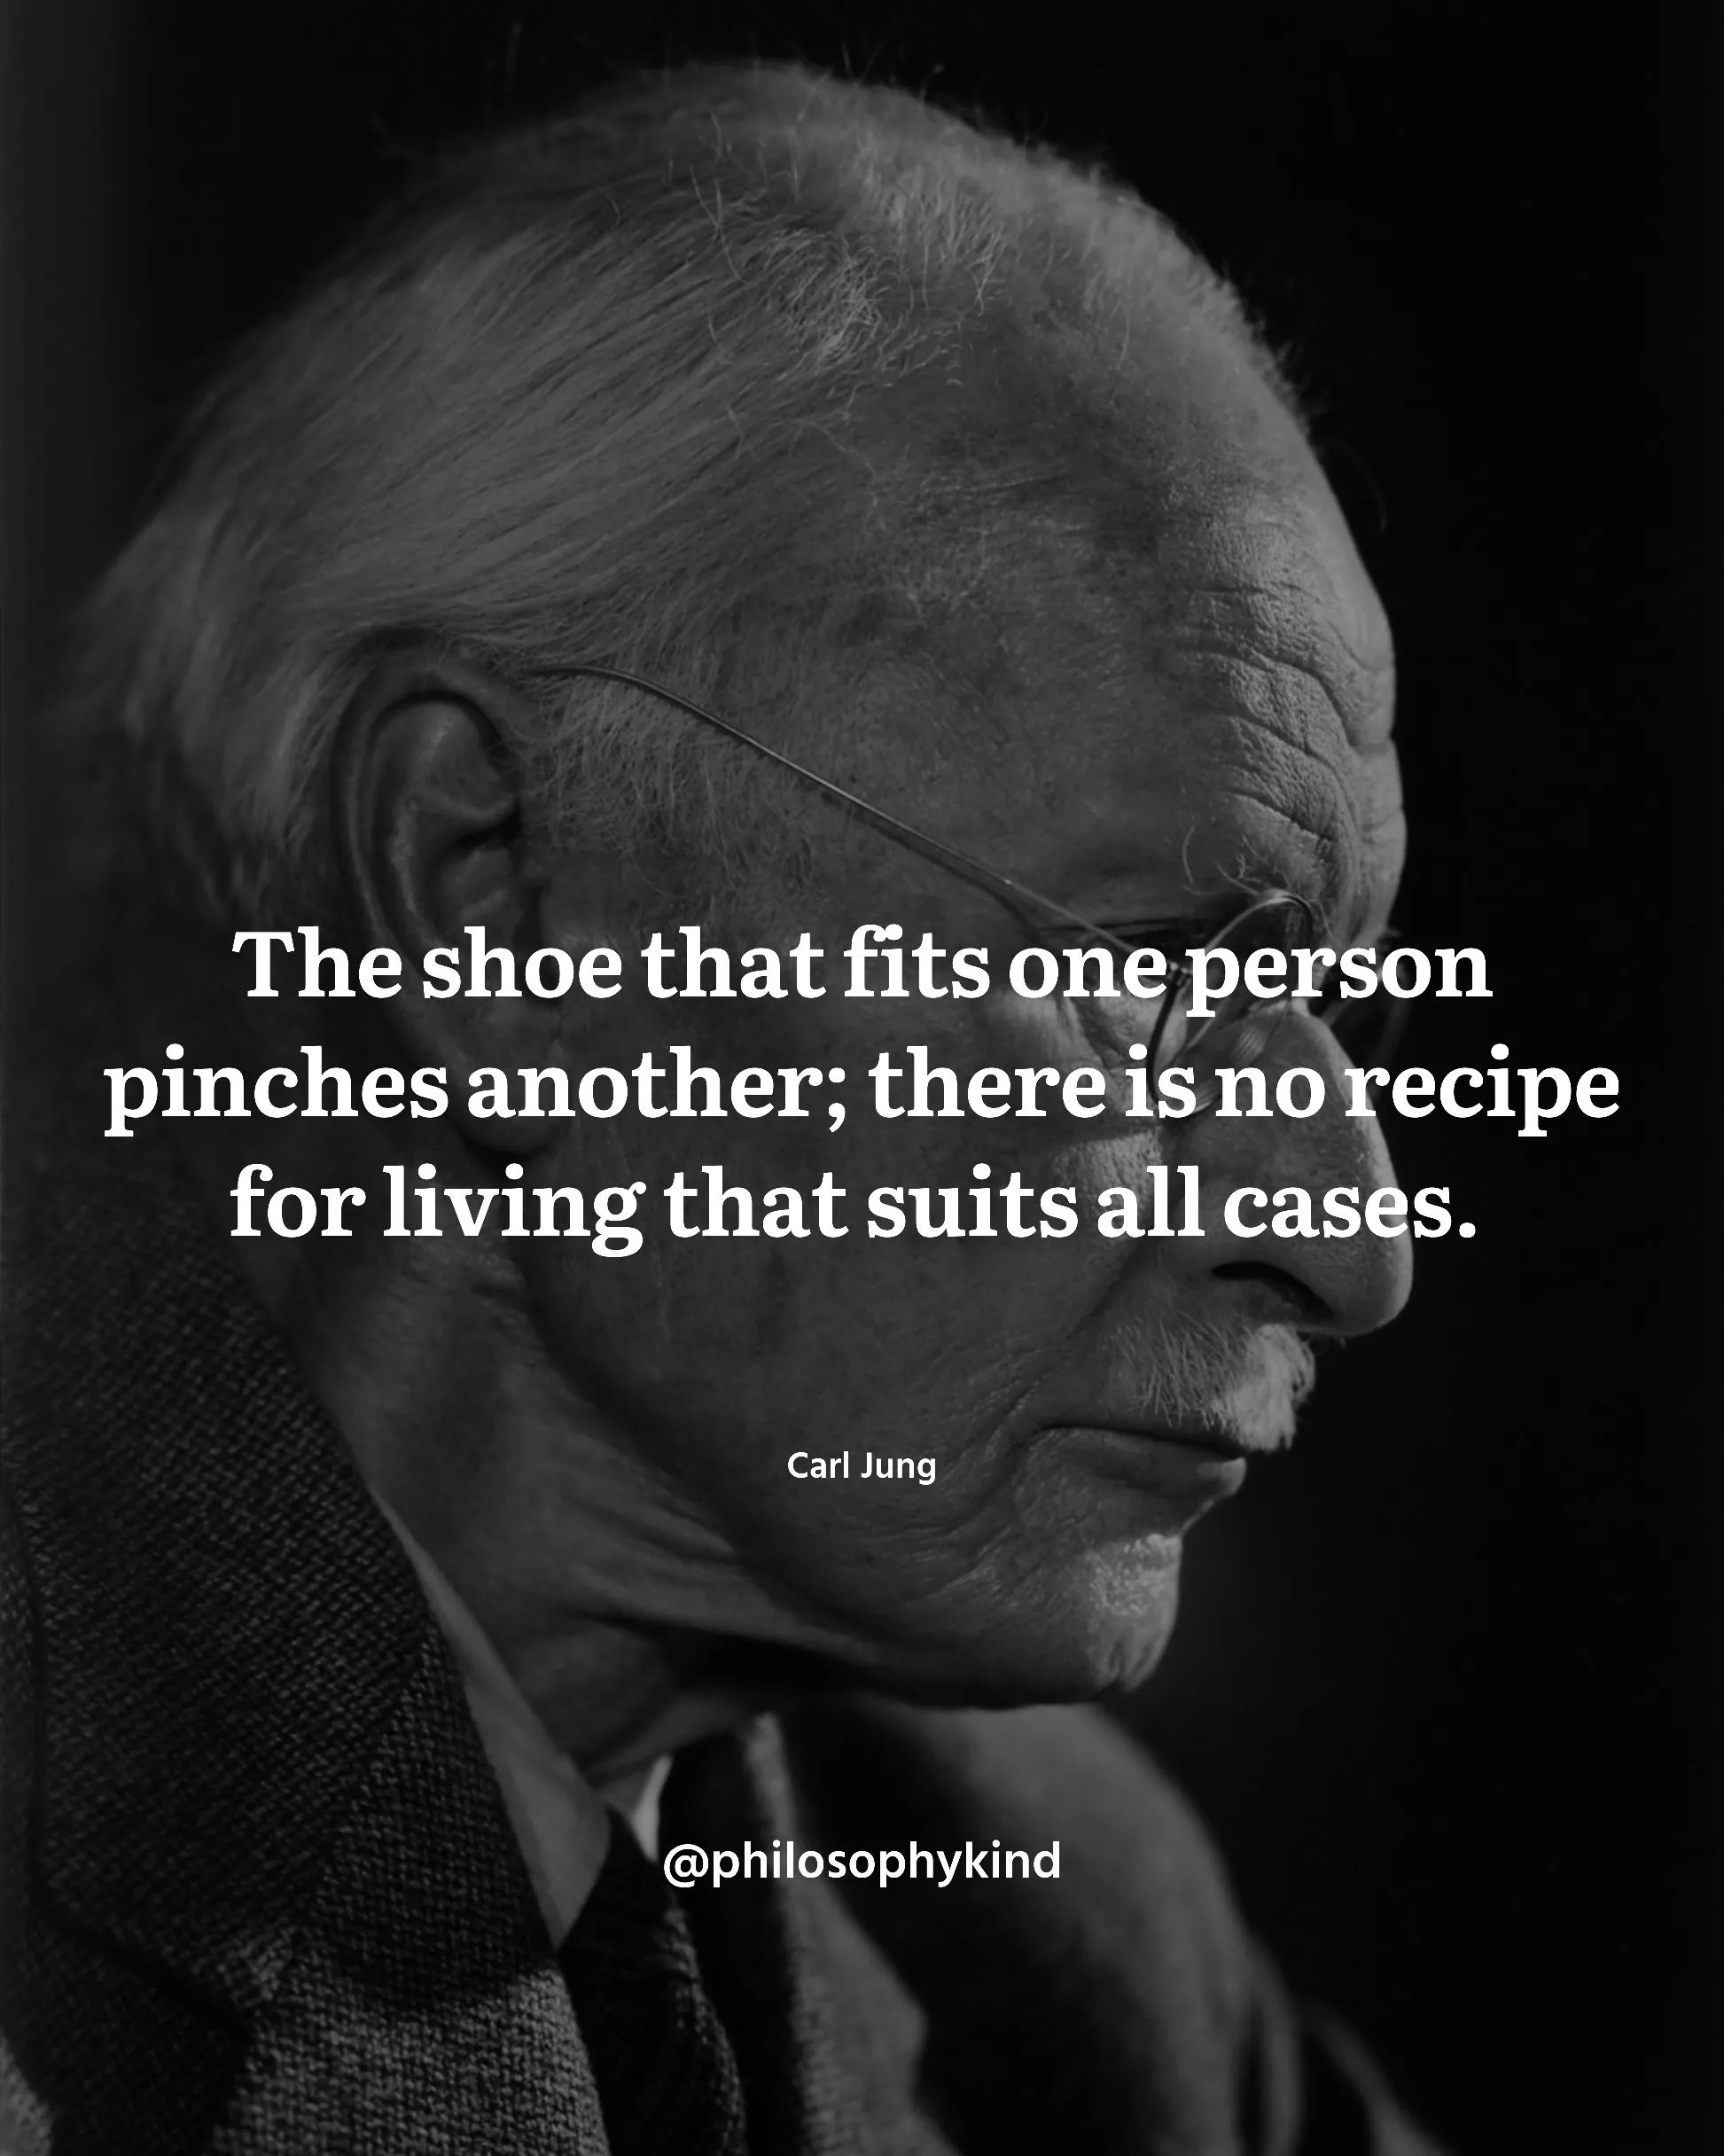 The shoe that fits one person
pinches another; there is no recipe
for living that suits all cases.
Carl Jung
@philosophykind